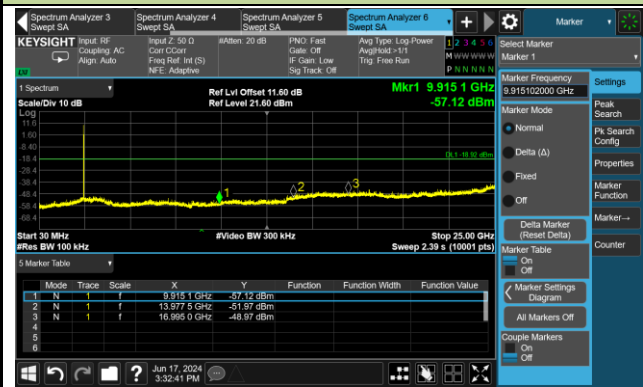 Spectrum Analyzer 3
Swept SA
Spectrum Analyzer 4
Swept SA
Spectrum Analyzer 5
Swept SA
Spectrum Analyzer 6
Swept SA
Marker
KEYSIGHT
Input: RF
Coupling: AC
Align: Auto
Input Z: 50 Ω
Corr CCorr
Freq Ref: Int (S)
NFE: Adaptive
#Atten: 20 dB
PNO: Fast
Gate: Off
IF Gain: Low
Sig Track: Off
Avg Type: Log-Power
Avg|Hold:>1/1
Trig: Free Run
1 2 3 4 5 6
M W W W W W
P N N N N N
Select Marker
Marker 1
LXI
1 Spectrum
Scale/Div 10 dB
Ref Lvl Offset 11.60 dB
Ref Level 21.60 dBm
Mkr1 9.915 1 GHz
-57.12 dBm
Log
11.6
1.60
-8.40
-18.4
-28.4
-38.4
-48.4
-58.4
-68.4
DL1 -18.92 dBm
1
2
3
Start 30 MHz
#Res BW 100 kHz
#Video BW 300 kHz
Stop 25.00 GHz
Sweep 2.39 s (10001 pts)
5 Marker Table
Mode Trace Scale X Y Function Function Width Function Value
1 N 1 f 9.915 1 GHz -57.12 dBm
2 N 1 f 13.977 5 GHz -51.97 dBm
3 N 1 f 16.995 0 GHz -48.97 dBm
4
5
6
Marker Frequency
9.915102000 GHz
Marker Mode
Normal
Delta (Δ)
Fixed
Off
Delta Marker
(Reset Delta)
Marker Table
On
Off
Marker Settings
Diagram
All Markers Off
Couple Markers
On
Off
Settings
Peak
Search
Pk Search
Config
Properties
Marker
Function
Marker→
Counter
Jun 17, 2024
3:32:41 PM